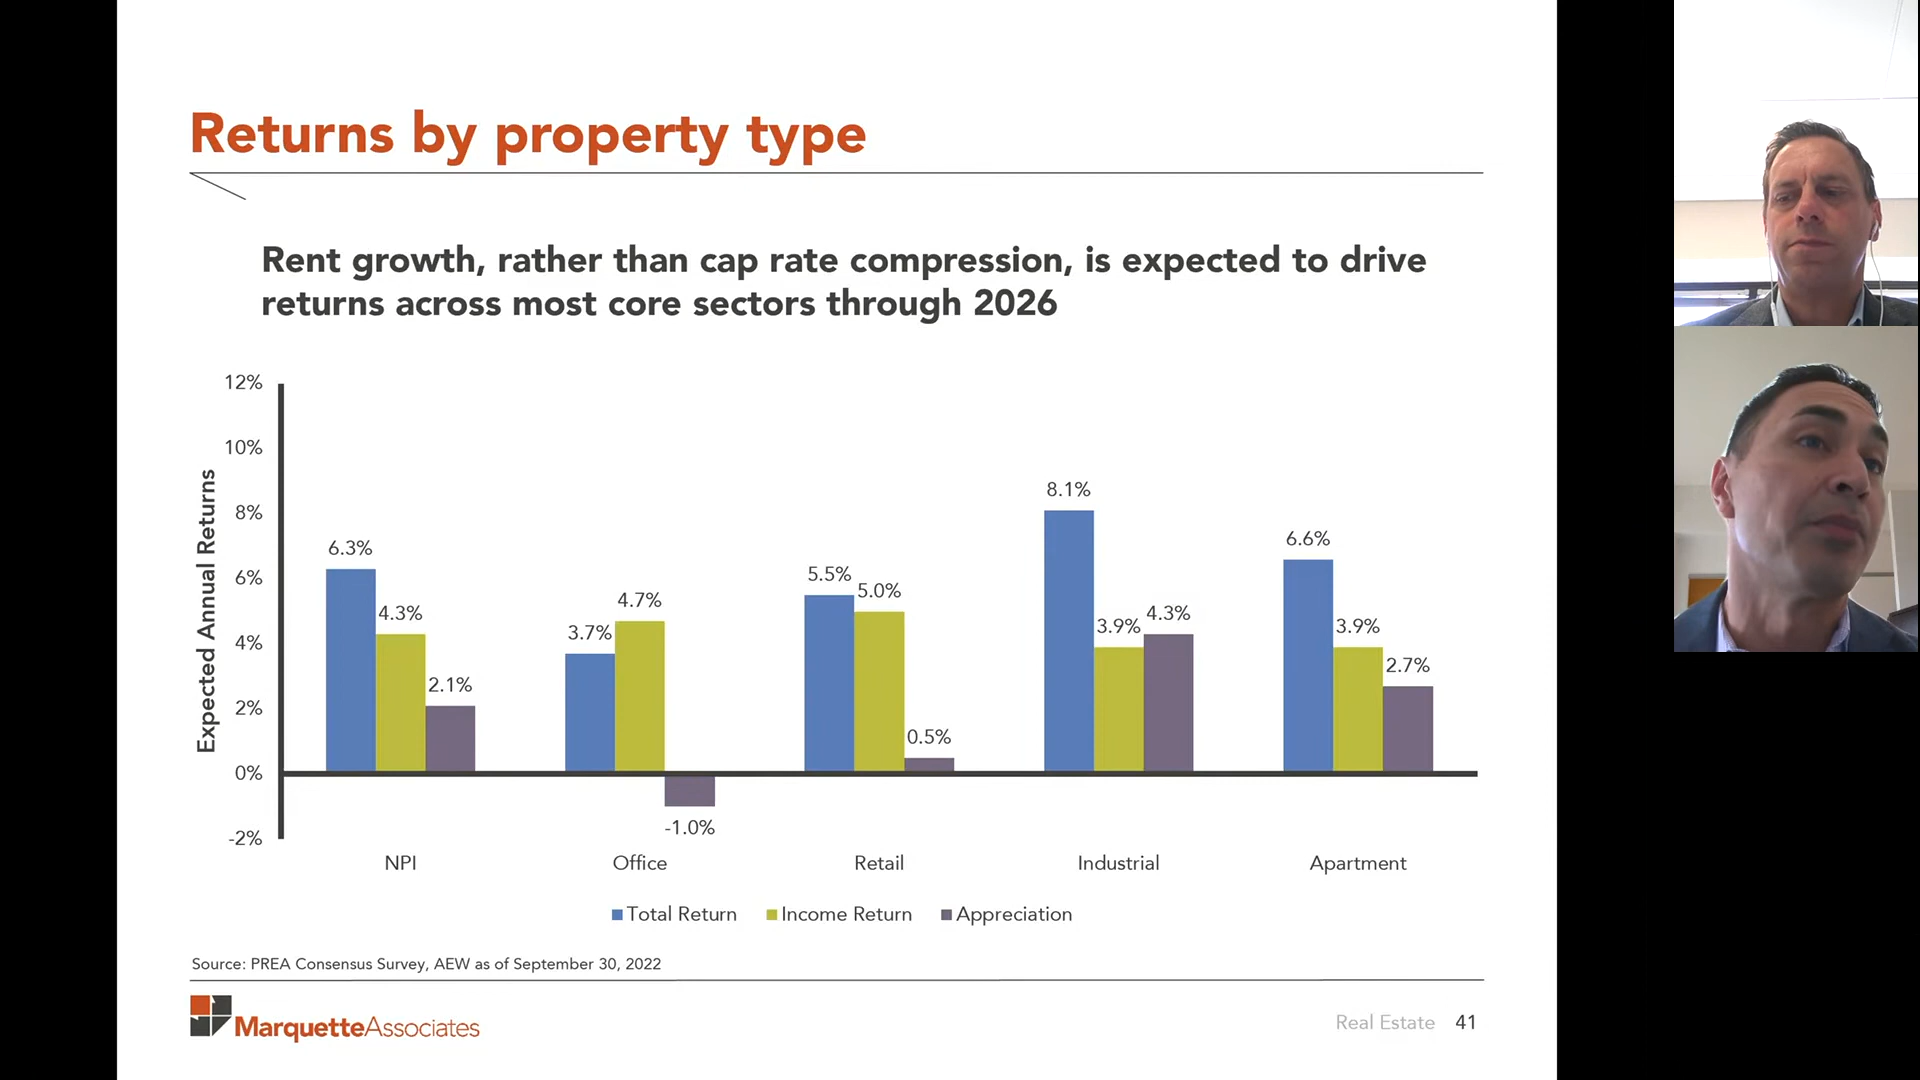 Returns by property type
Rent growth, rather than cap rate compression, is expected to drive
returns across most core sectors through 2026
Expected Annual Returns
12%
10%
8%
6%
4%
2%
0%
-2%
6.3%
4.3%
2.1%
3.7%
4.7%
-1.0%
5.5%
5.0%
0.5%
8.1%
3.9%
4.3%
6.6%
3.9%
2.7%
NPI
Office
Retail
Industrial
Apartment
Total Return
Income Return
Appreciation
Source: PREA Consensus Survey, AEW as of September 30, 2022
MarquetteAssociates
Real Estate 41